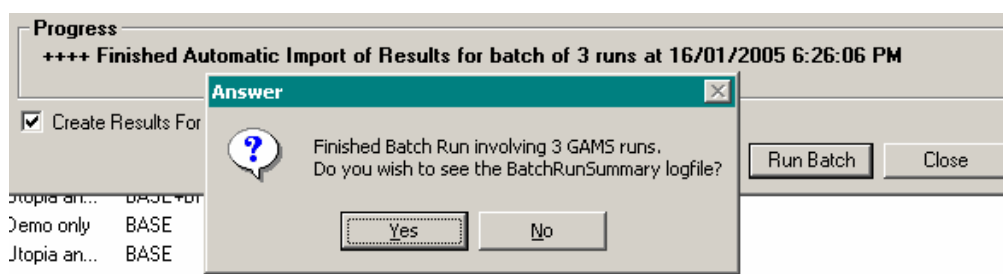 Progress
++++ Finished Automatic Import of Results for batch of 3 runs at 16/01/2005 6:26:06 PM
Answer
Create Results For
Finished Batch Run involving 3 GAMS runs.
Do you wish to see the BatchRunSummary logfile?
Run Batch
Close
Yes
No
Demo only BASE
Utopia an... BASE